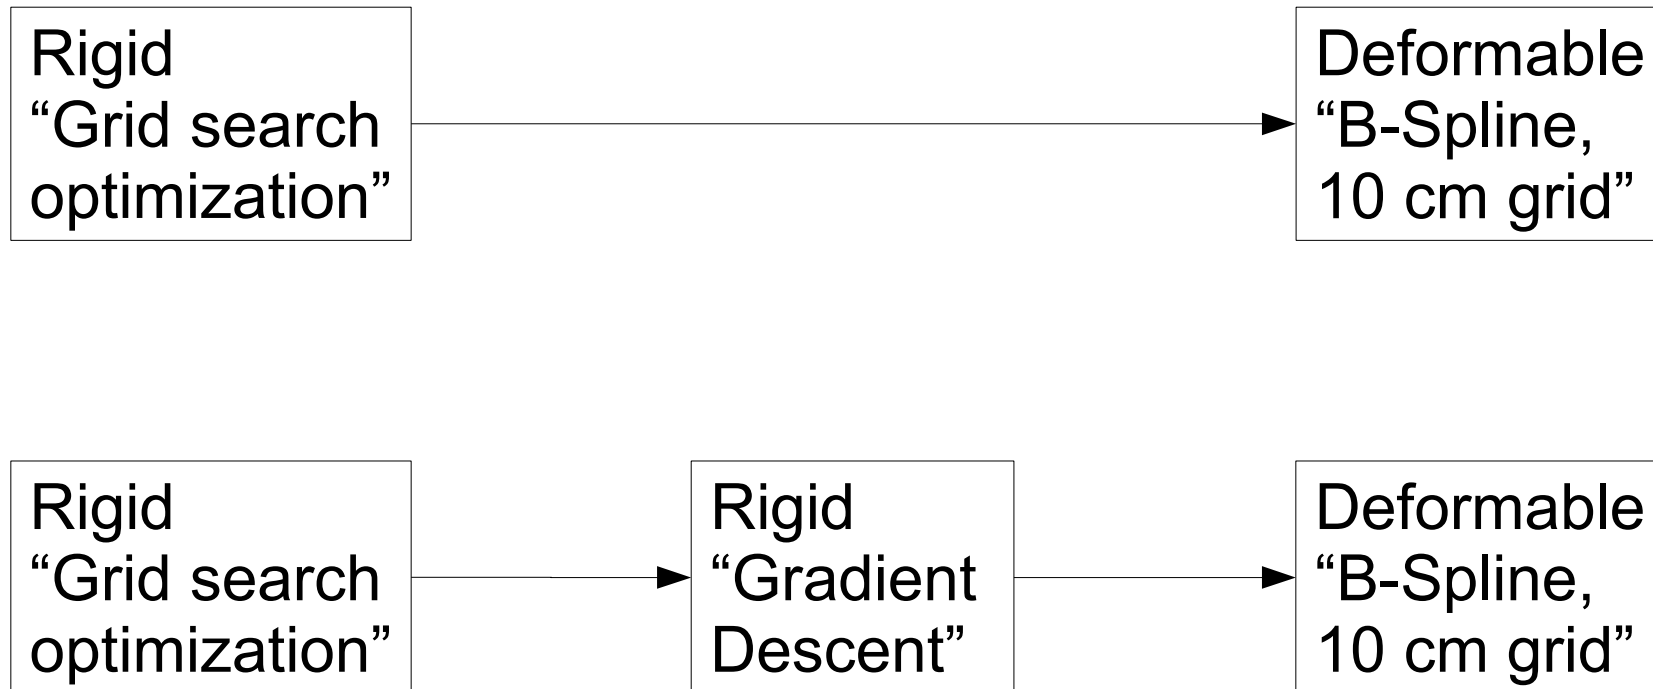 Rigid
“Grid search
optimization”
Deformable
“B-Spline,
10 cm grid”
Rigid
“Grid search
optimization”
Rigid
“Gradient
Descent”
Deformable
“B-Spline,
10 cm grid”